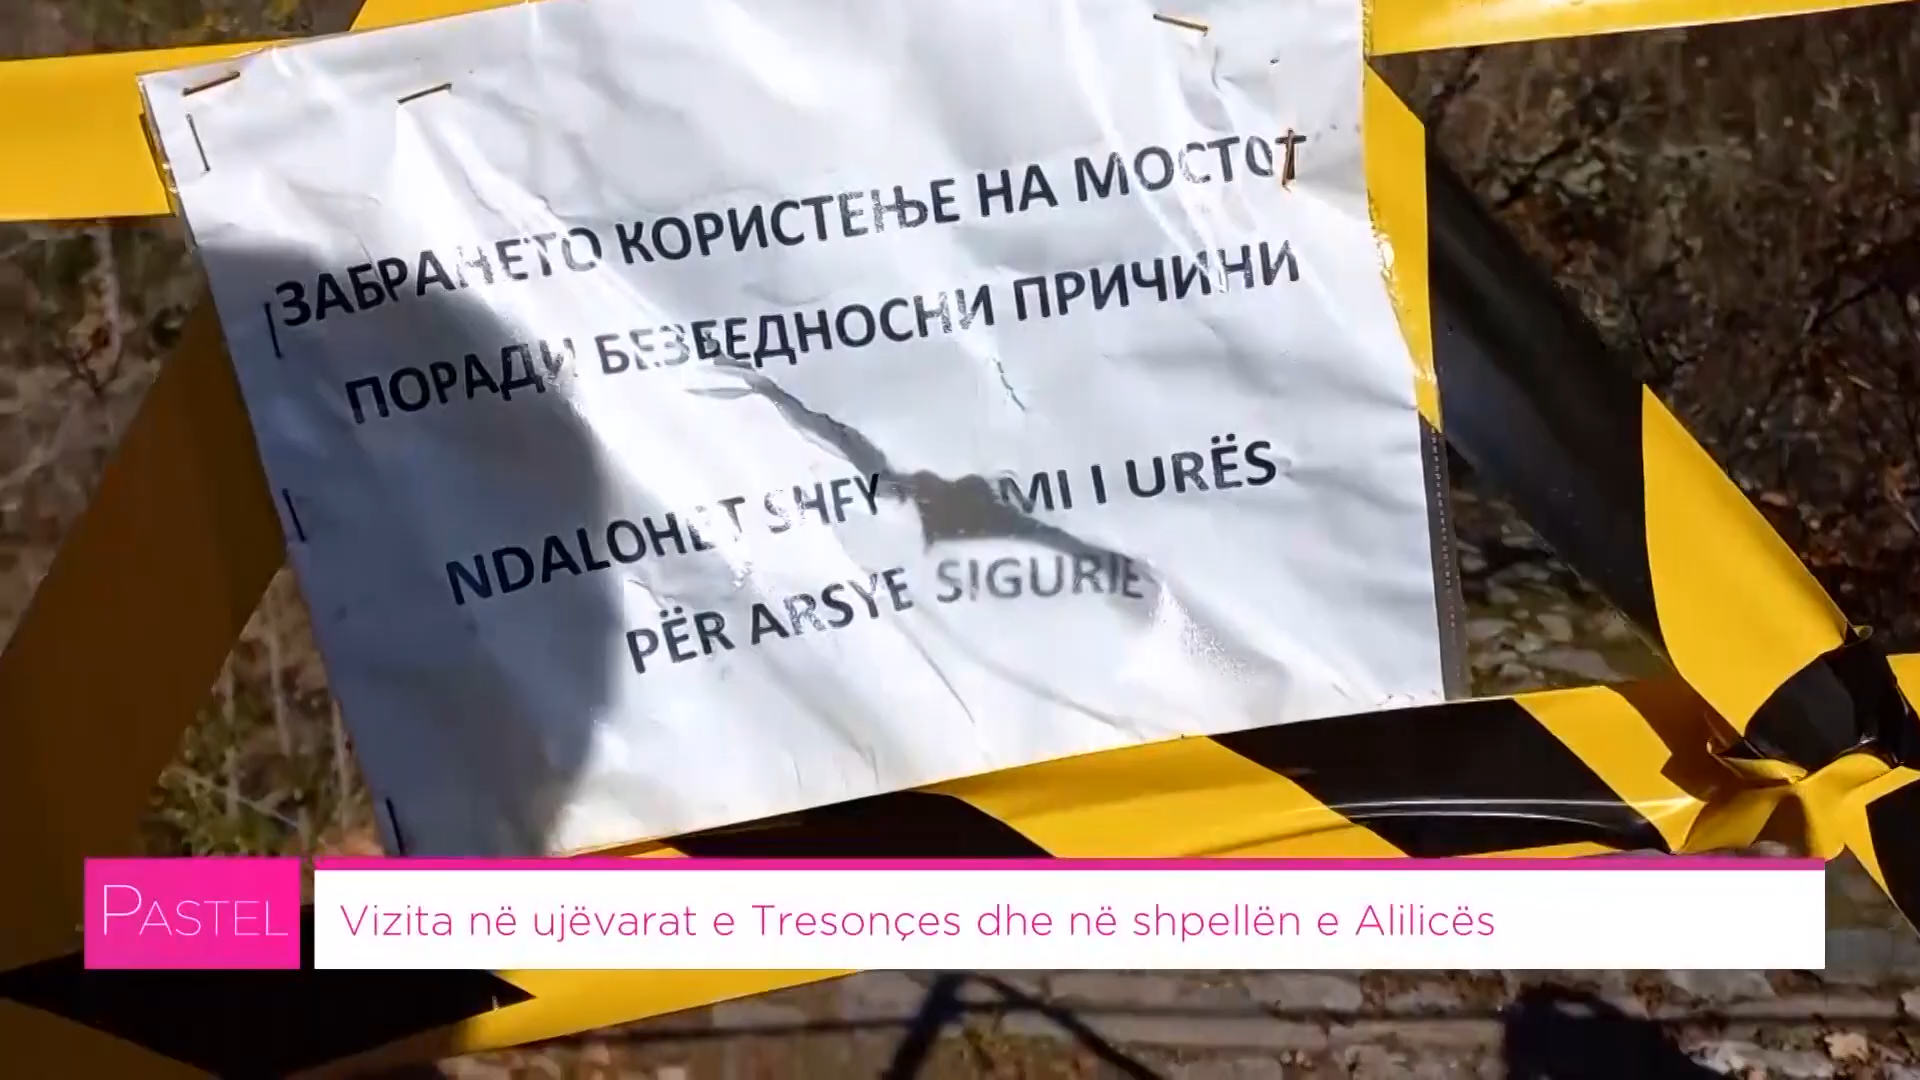 ЗАБРАНЕТО КОРИСТЕЊЕ НА МОСТОТ
ПОРАДИ БЕЗБЕДНОСНИ ПРИЧИНИ
NDALOHET I URËS
PËR ARSYE SIGURIE
PASTEL
Vizita në ujëvarat e Tresonçes dhe në shpellën e Alilicës